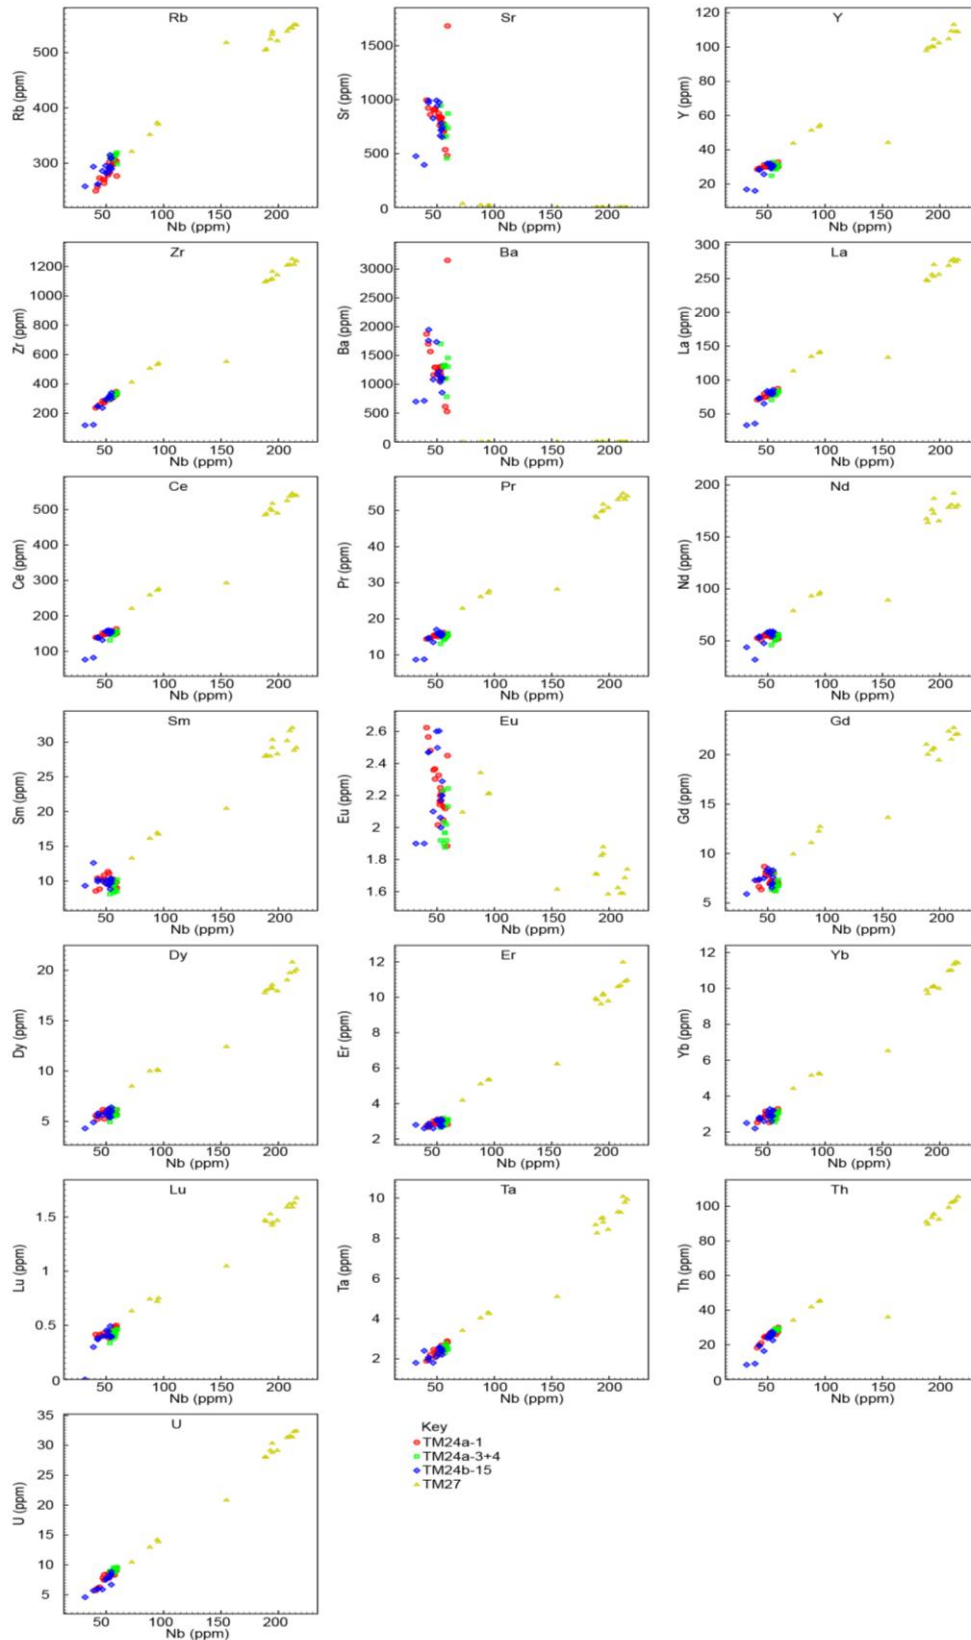 Rb
Rb (ppm)
500
400
300
50 100 150 200
Nb (ppm)
Sr
Sr (ppm)
1500
1000
500
0
50 100 150 200
Nb (ppm)
Y
Y (ppm)
120
100
80
60
40
20
50 100 150 200
Nb (ppm)
Zr
Zr (ppm)
1200
1000
800
600
400
200
50 100 150 200
Nb (ppm)
Ba
Ba (ppm)
3000
2500
2000
1500
1000
500
0
50 100 150 200
Nb (ppm)
La
La (ppm)
300
250
200
150
100
50
50 100 150 200
Nb (ppm)
Ce
Ce (ppm)
500
400
300
200
100
50 100 150 200
Nb (ppm)
Pr
Pr (ppm)
50
40
30
20
10
50 100 150 200
Nb (ppm)
Nd
Nd (ppm)
200
150
100
50
50 100 150 200
Nb (ppm)
Sm
Sm (ppm)
30
25
20
15
10
50 100 150 200
Nb (ppm)
Eu
Eu (ppm)
2.6
2.4
2.2
2
1.8
1.6
50 100 150 200
Nb (ppm)
Gd
Gd (ppm)
20
15
10
5
50 100 150 200
Nb (ppm)
Dy
Dy (ppm)
20
15
10
5
50 100 150 200
Nb (ppm)
Er
Er (ppm)
12
10
8
6
4
2
50 100 150 200
Nb (ppm)
Yb
Yb (ppm)
12
10
8
6
4
2
50 100 150 200
Nb (ppm)
Lu
Lu (ppm)
1.5
1
0.5
0
50 100 150 200
Nb (ppm)
Ta
Ta (ppm)
10
8
6
4
2
50 100 150 200
Nb (ppm)
Th
Th (ppm)
100
80
60
40
20
0
50 100 150 200
Nb (ppm)
U
U (ppm)
35
30
25
20
15
10
5
50 100 150 200
Nb (ppm)
Key
TM24a-1
TM24a-3+4
TM24b-15
TM27